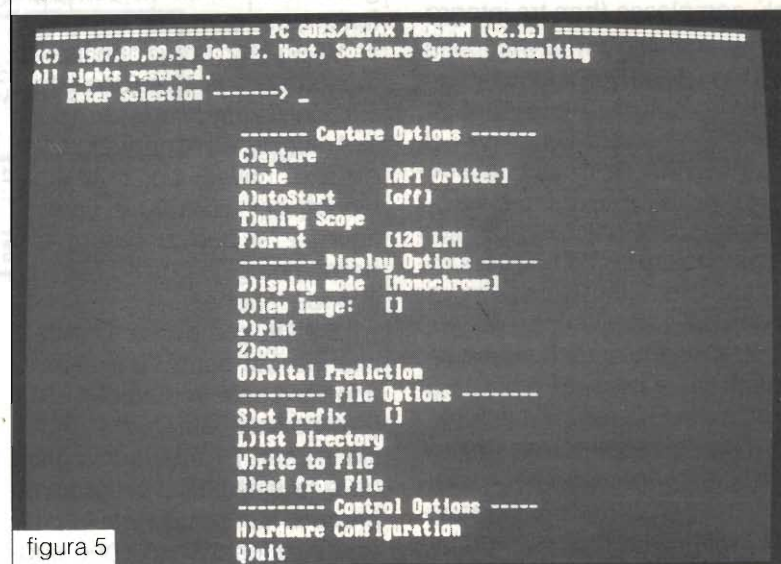 ========================== PC GOES/WEFAX PROGRAM [V2.1e] ======================
(C) 1987,88,89,90 John E. Hoot, Software Systems Consulting
All rights reserved.
Enter Selection -------> _
------- Capture Options -------
C)apture
M)ode [APT Orbiter]
A)utoStart [off]
T)uning Scope
F)ormat [120 LPM
-------- Display Options ------
D)isplay mode [Monochrome]
V)iew Image: []
P)rint
Z)oom
O)rbital Prediction
--------- File Options --------
S)et Prefix []
L)ist Directory
W)rite to File
R)ead from File
--------- Control Options -----
H)ardware Configuration
Q)uit
figura 5